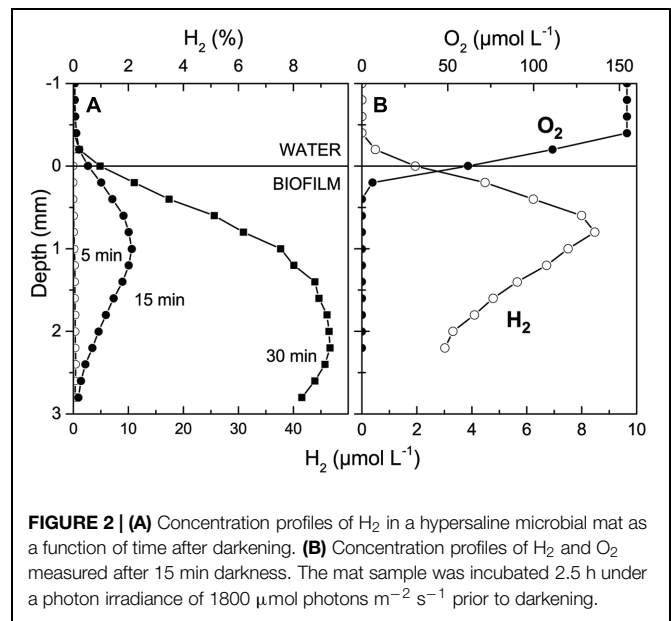 H₂ (%)
O₂ (μmol L⁻¹)
0 2 4 6 8
0 50 100 150
-1
0
1
2
3
Depth (mm)
A
WATER
BIOFILM
5 min
15 min
30 min
B
O₂
H₂
0 10 20 30 40
0 2 4 6 8 10
H₂ (μmol L⁻¹)
FIGURE 2 | (A) Concentration profiles of H₂ in a hypersaline microbial mat as
a function of time after darkening. (B) Concentration profiles of H₂ and O₂
measured after 15 min darkness. The mat sample was incubated 2.5 h under
a photon irradiance of 1800 μmol photons m⁻² s⁻¹ prior to darkening.